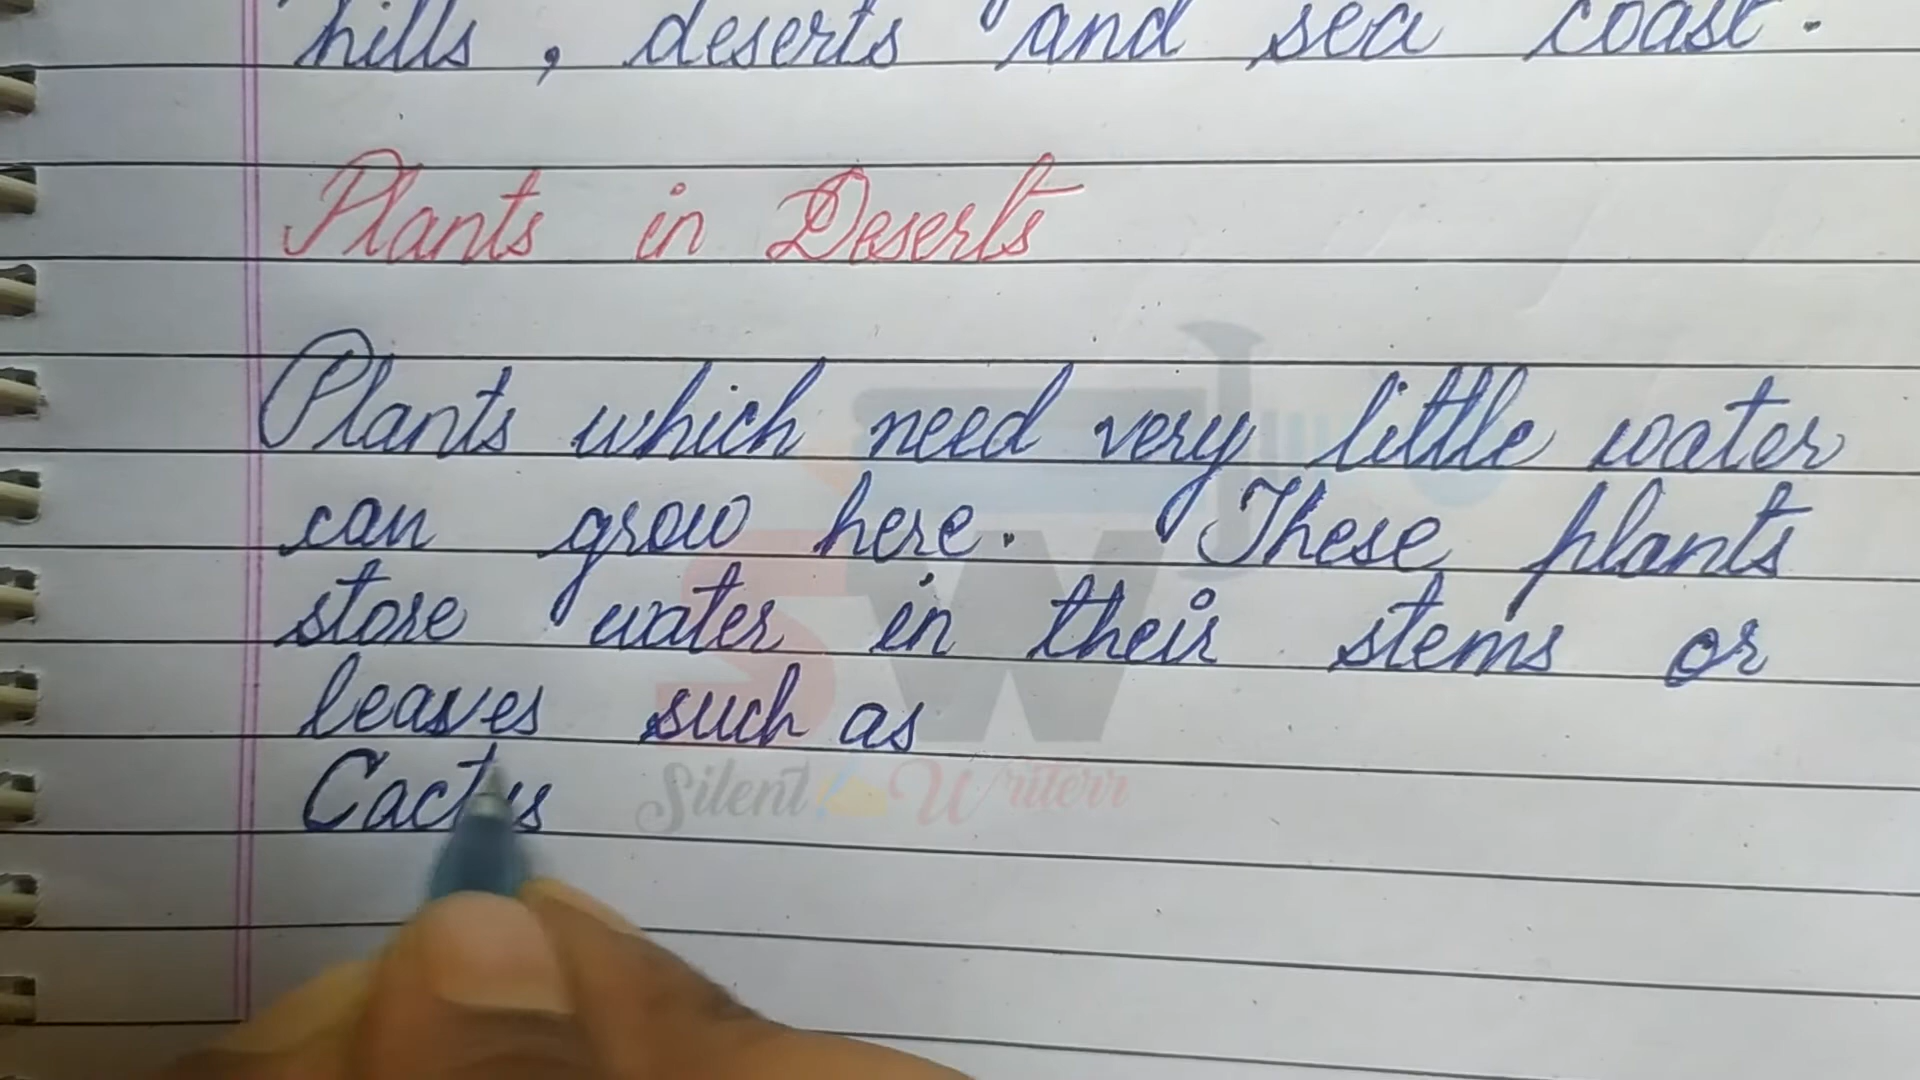 hills, deserts and sea coast.
Plants in Deserts
Plants which need very little water
can grow here. These plants
store water in their stems or
leaves such as
Cactus
SW
Silent Writerr